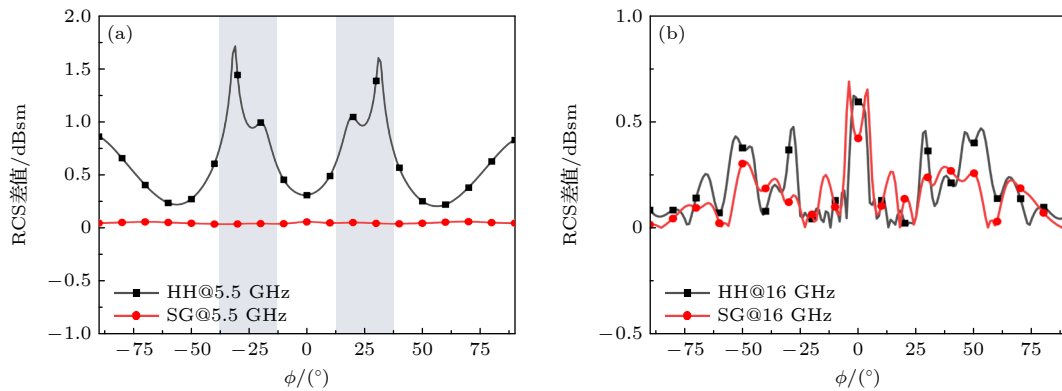 (a)
2.0
1.5
1.0
0.5
0
−0.5
−1.0
RCS差值/dBsm
HH@5.5 GHz
SG@5.5 GHz
−75 −50 −25 0 25 50 75
ϕ/(°)
(b)
1.0
0.5
0
−0.5
RCS差值/dBsm
HH@16 GHz
SG@16 GHz
−75 −50 −25 0 25 50 75
ϕ/(°)